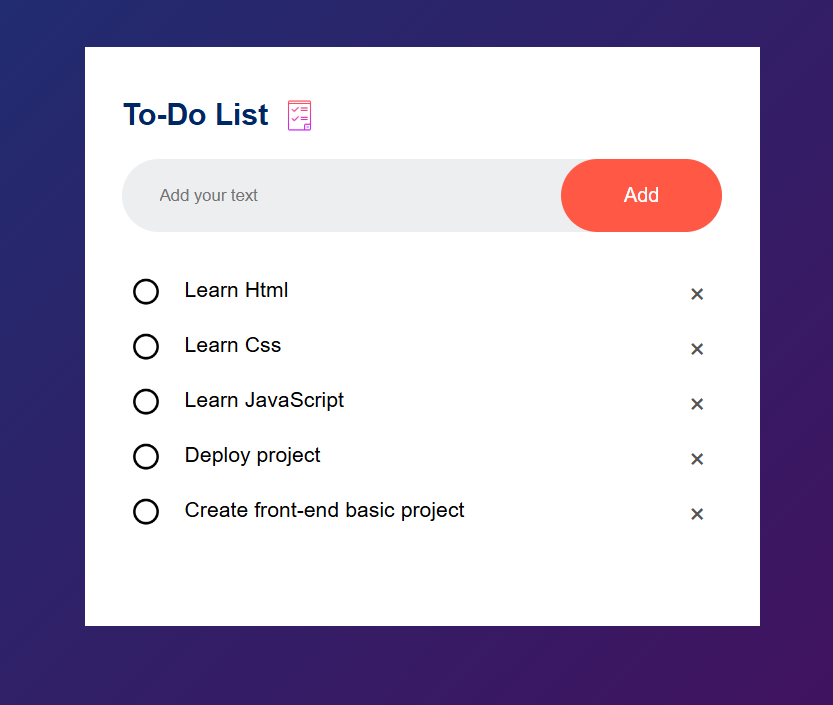 To-Do List
Add your text
Add
Learn Html
Learn Css
Learn JavaScript
Deploy project
Create front-end basic project